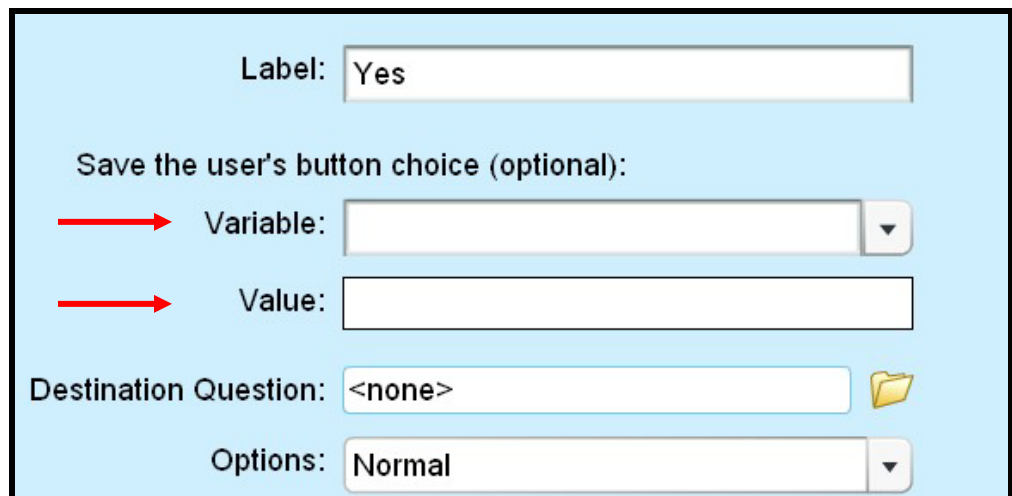 Label: Yes
Save the user's button choice (optional):
Variable:
Value:
Destination Question: <none>
Options: Normal